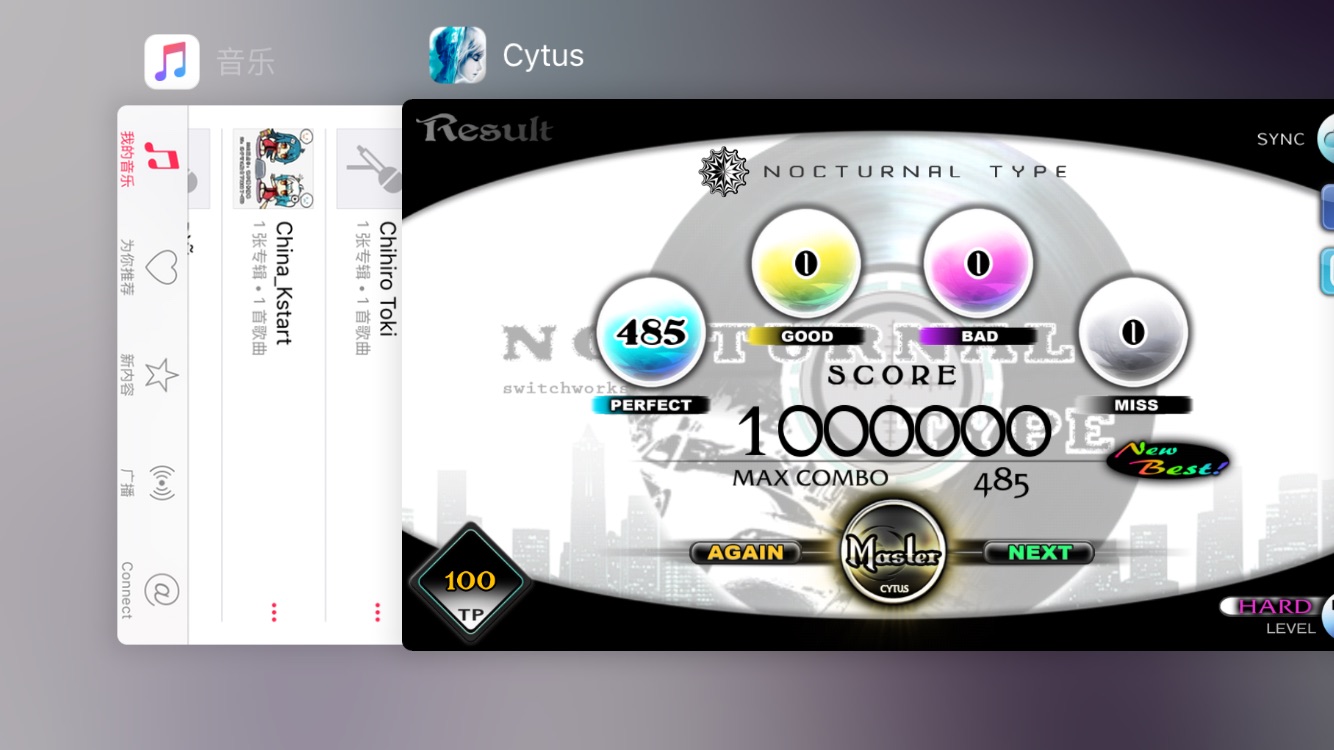 音乐
Cytus
我的音乐
为你推荐
新内容
广播
Connect
China_Kstart
1 张专辑 • 1 首歌曲
Chihiro Toki
1 张专辑 • 1 首歌曲
Result
SYNC
NOCTURNAL TYPE
0
0
485
0
GOOD
BAD
NOCTURNAL
switchworks
TYPE
PERFECT
MISS
SCORE
1000000
New Best!
MAX COMBO 485
AGAIN
Master
CYTUS
NEXT
100
TP
HARD
LEVEL